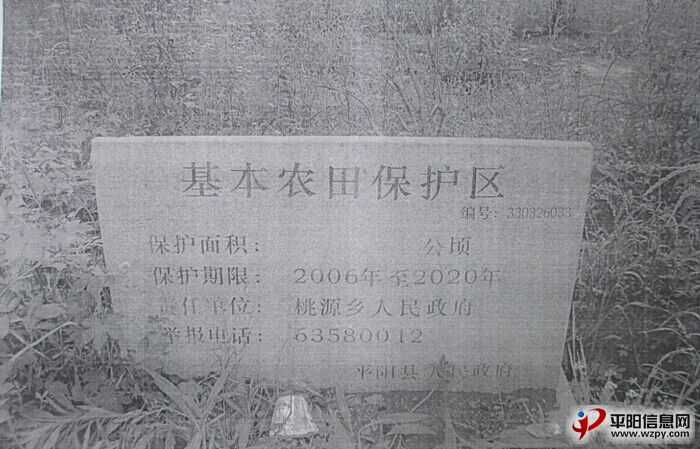 基本农田保护区
编号：330326033
保护面积： 公顷
保护期限：2006年至2020年
责任单位：桃源乡人民政府
举报电话：63580012
平阳县人民政府
平阳信息网
www.wzpy.com